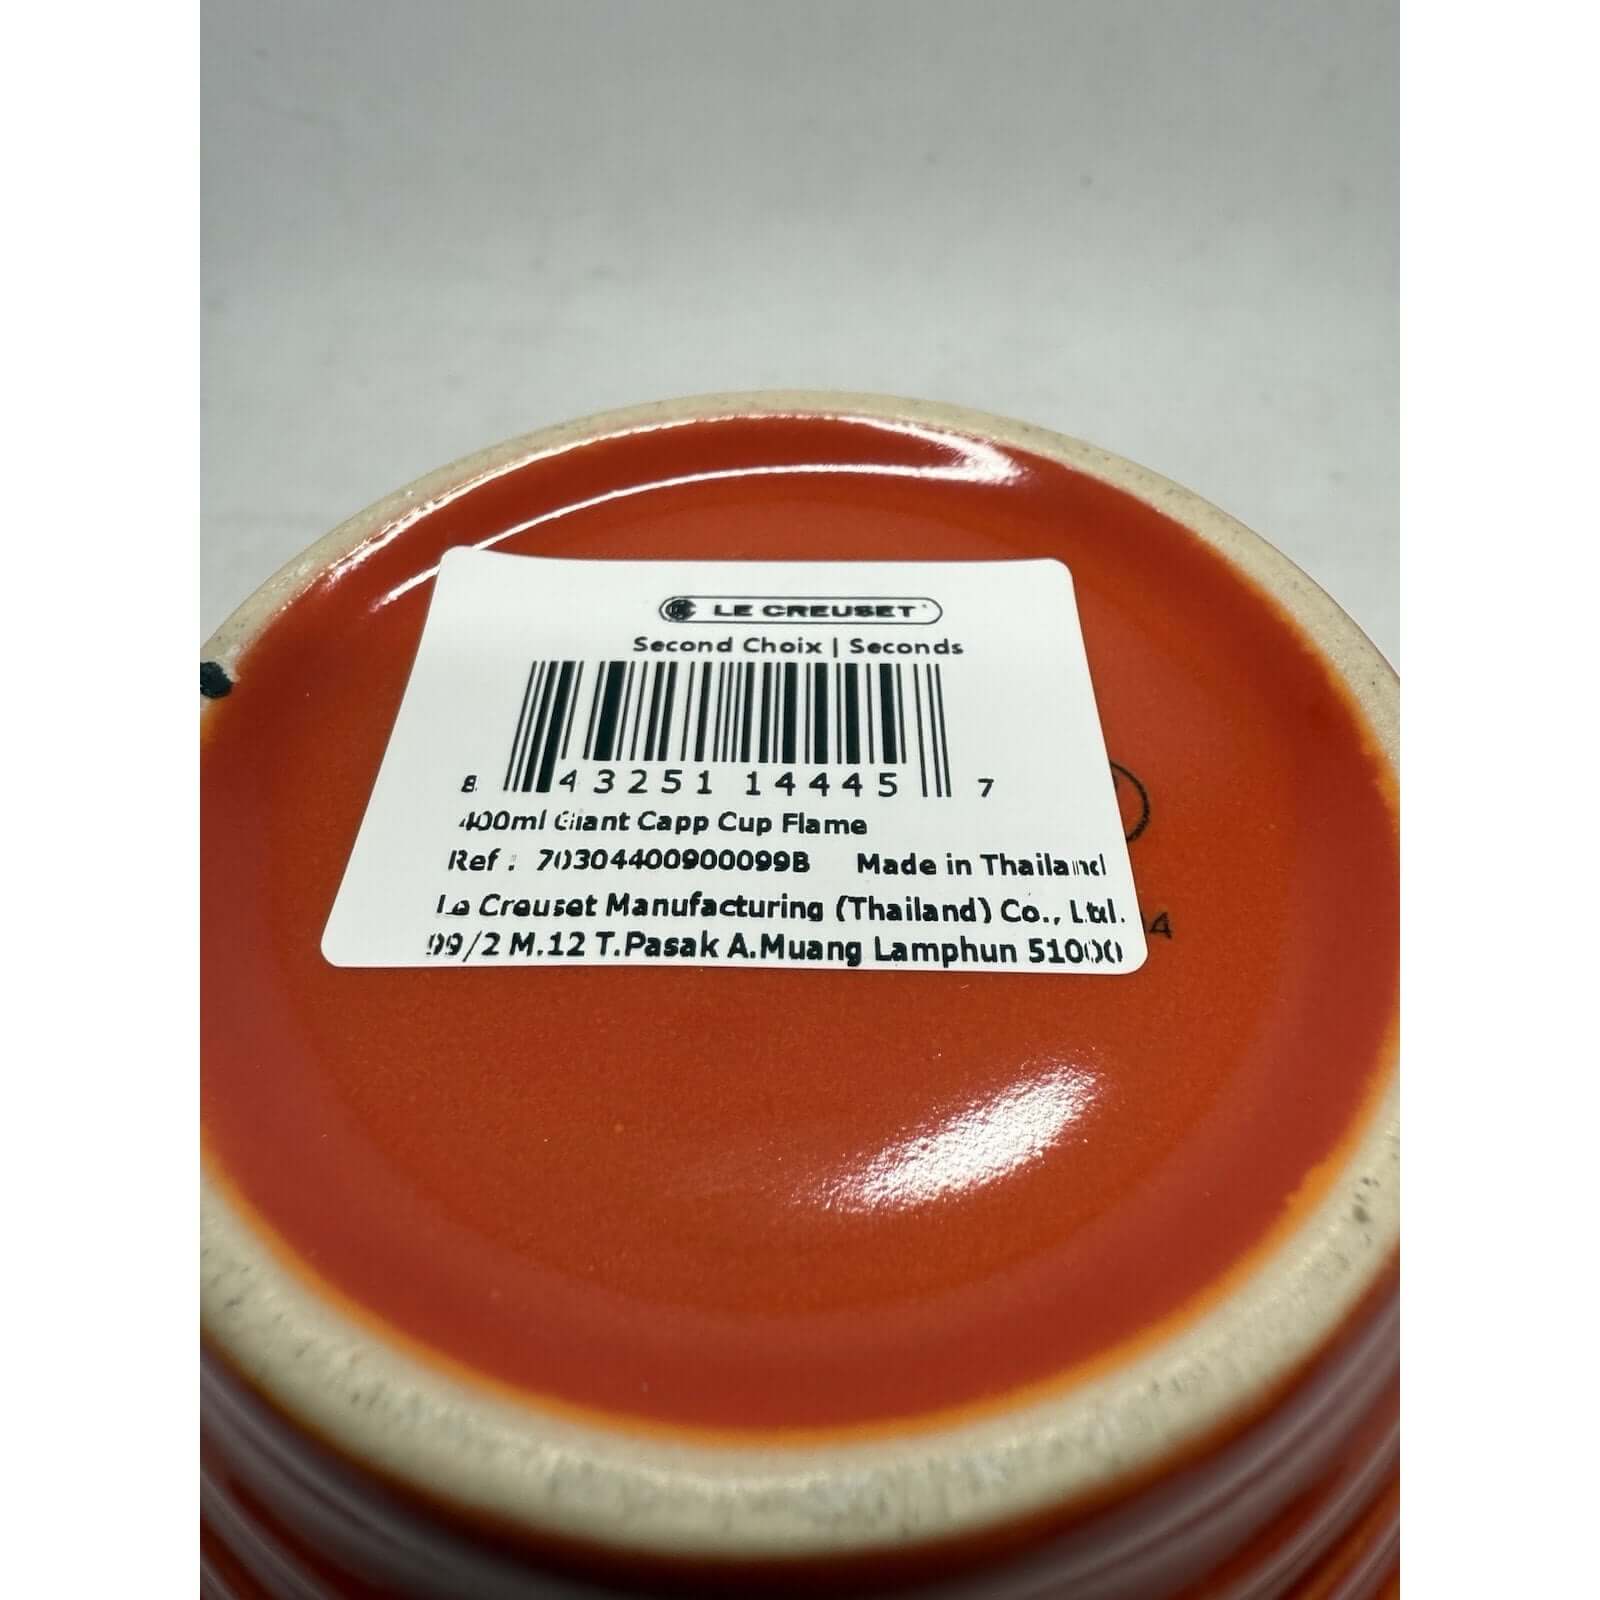 LE CREUSET
Second Choix | Seconds
8 43251 14445 7
400ml Giant Capp Cup Flame
Ref : 70304400900099B Made in Thailand
Le Creuset Manufacturing (Thailand) Co., Ltd.
99/2 M.12 T.Pasak A.Muang Lamphun 51000
4